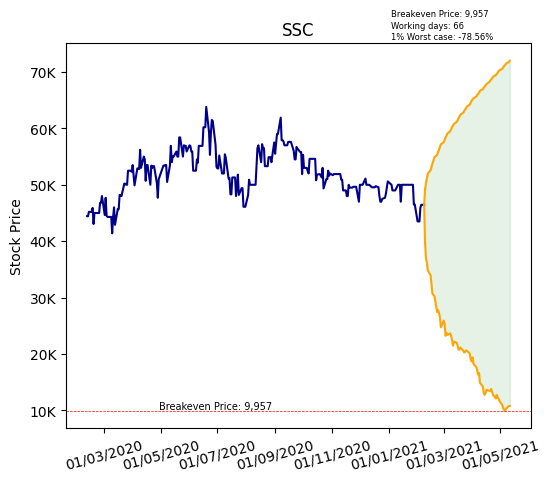 Breakeven Price: 9,957
Working days: 66
1% Worst case: -78.56%
SSC
Stock Price
70K
60K
50K
40K
30K
20K
10K
Breakeven Price: 9,957
01/03/2020
01/05/2020
01/07/2020
01/09/2020
01/11/2020
01/01/2021
01/03/2021
01/05/2021